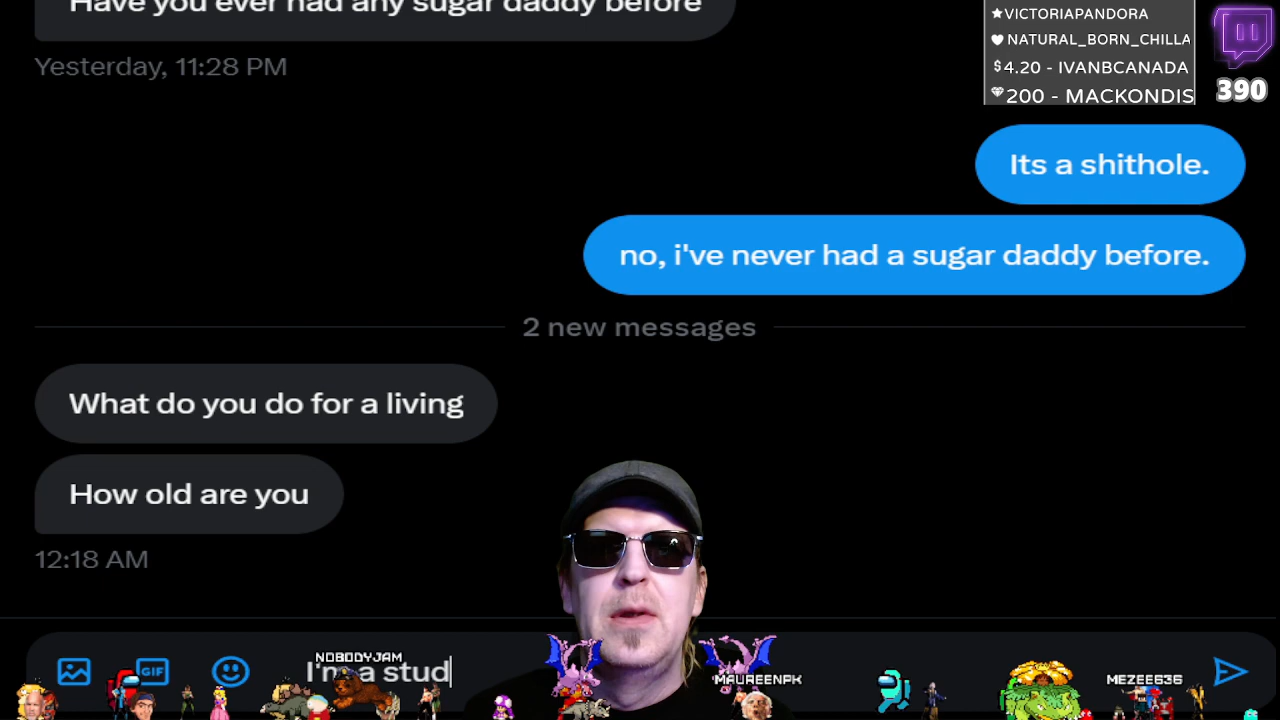 Have you ever had any sugar daddy before
Yesterday, 11:28 PM
★VICTORIAPANDORA
NATURAL_BORN_CHILLA
$4.20 - IVANBCANADA
200 - MACKONDIS
390
Its a shithole.
no, i've never had a sugar daddy before.
2 new messages
What do you do for a living
How old are you
12:18 AM
GIF
NOBODYJAM
I'm a stud
MAUREENPK
MEZEE636